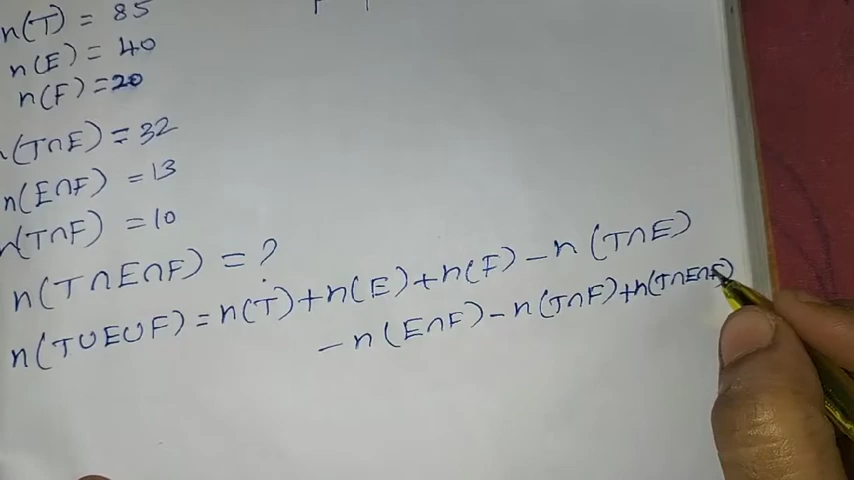 n(T) = 85
n(E) = 40
n(F) = 20
n(T∩E) = 32
n(E∩F) = 13
n(T∩F) = 10
n(T∩E∩F) = ?
n(T∪E∪F) = n(T) + n(E) + n(F) - n(T∩E)
- n(E∩F) - n(T∩F) + n(T∩E∩F)